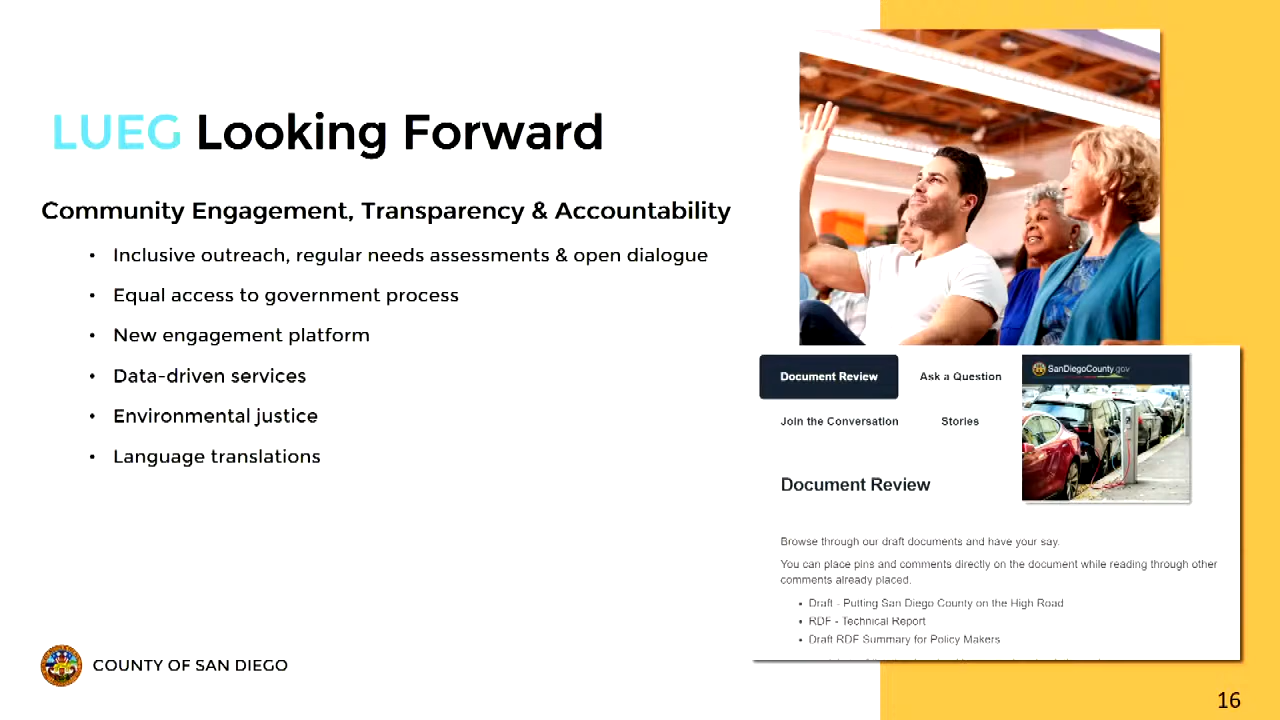 LUEG Looking Forward
Community Engagement, Transparency & Accountability
• Inclusive outreach, regular needs assessments & open dialogue
• Equal access to government process
• New engagement platform
• Data-driven services
• Environmental justice
• Language translations
Document Review
Ask a Question
SanDiegoCounty.gov
Join the Conversation
Stories
Document Review
Browse through our draft documents and have your say.
You can place pins and comments directly on the document while reading through other
comments already placed.
• Draft - Putting San Diego County on the High Road
• RDF - Technical Report
• Draft RDF Summary for Policy Makers
COUNTY OF SAN DIEGO
16